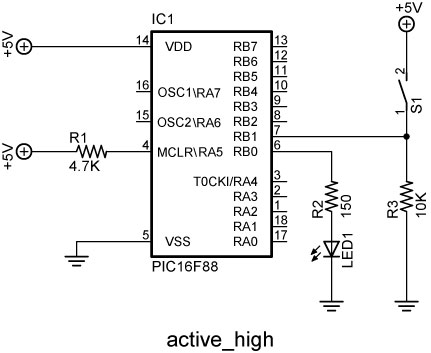 IC1
+5V
+5V
14 VDD RB7 13
RB6 12
RB5 11
16 OSC1\RA7 RB4 10
RB3 9
15 OSC2\RA6 RB2 8
RB1 7
+5V R1 4.7K 4 MCLR\RA5 RB0 6
2
1
S1
T0CKI/RA4 3
RA3 2
RA2 1
RA1 18
5 VSS RA0 17
R2 150
R3 10K
LED1
PIC16F88
active_high